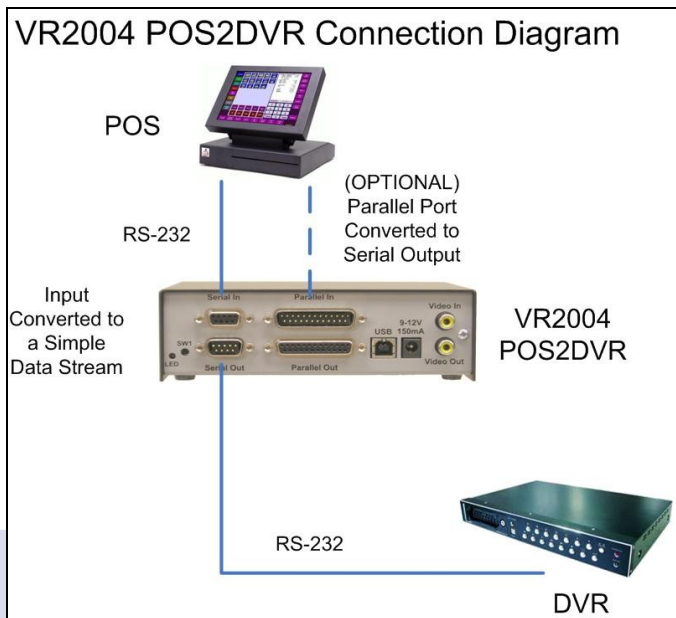 VR2004 POS2DVR Connection Diagram
POS
(OPTIONAL)
Parallel Port
Converted to
Serial Output
RS-232
Input
Converted to
a Simple
Data Stream
Serial In
Parallel In
Video In
SW1
LED
USB
9-12V
150mA
Serial Out
Parallel Out
Video Out
VR2004
POS2DVR
RS-232
DVR